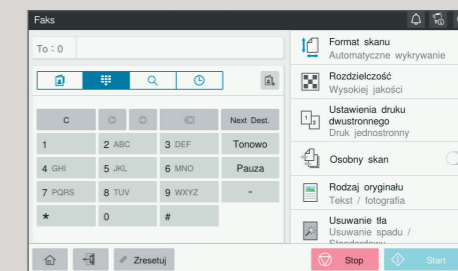 Faks
To : 0
C
Next Dest.
1
2 ABC
3 DEF
Tonowo
4 GHI
5 JKL
6 MNO
Pauza
7 PQRS
8 TUV
9 WXYZ
-
*
0
#
Zresetuj
Format skanu
Automatyczne wykrywanie
Rozdzielczość
Wysokiej jakości
Ustawienia druku
dwustronnego
Druk jednostronny
Osobny skan
Rodzaj oryginału
Tekst / fotografia
Usuwanie tła
Usuwanie spadu /
Standardowy
Stop
Start